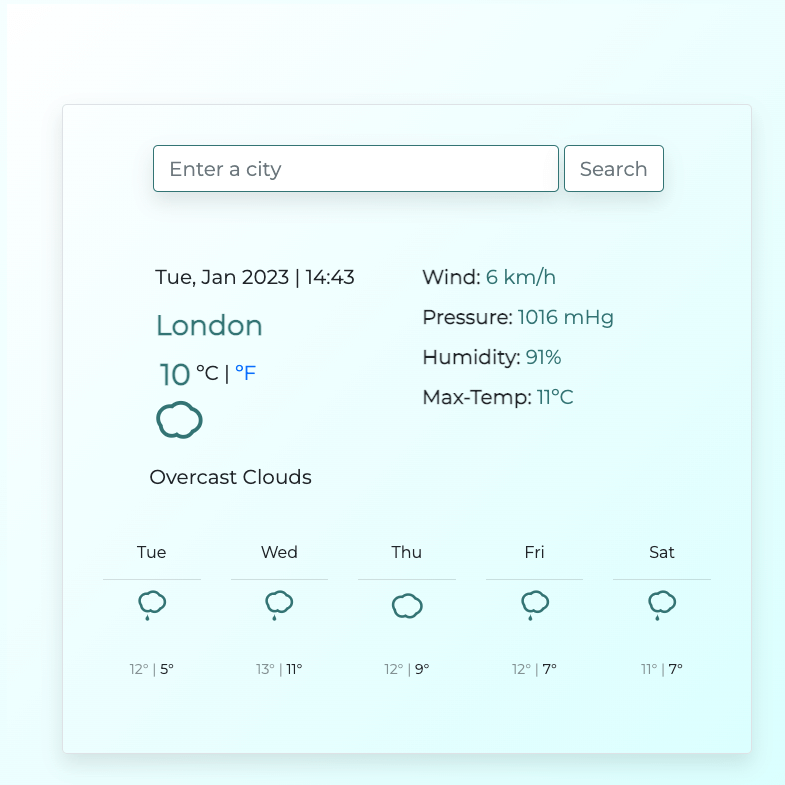 Enter a city
Search
Tue, Jan 2023 | 14:43
London
10 °C | °F
Overcast Clouds
Wind: 6 km/h
Pressure: 1016 mHg
Humidity: 91%
Max-Temp: 11°C
Tue
Wed
Thu
Fri
Sat
12° | 5°
13° | 11°
12° | 9°
12° | 7°
11° | 7°